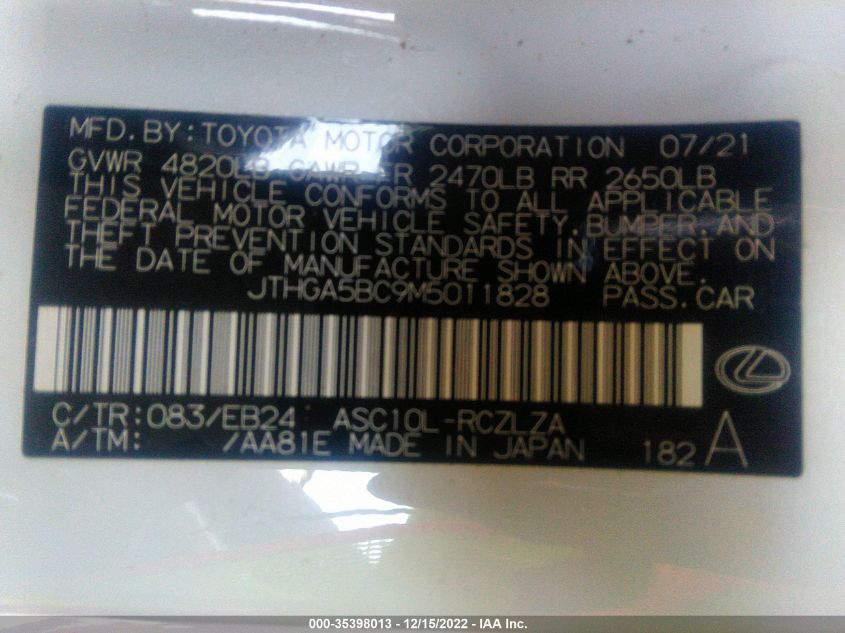 MFD.BY:TOYOTA MOTOR CORPORATION 07/21
GVWR 4820LB GAWR FR 2470LB RR 2650LB
THIS VEHICLE CONFORMS TO ALL APPLICABLE
FEDERAL MOTOR VEHICLE SAFETY,BUMPER,AND
THEFT PREVENTION STANDARDS IN EFFECT ON
THE DATE OF MANUFACTURE SHOWN ABOVE.
JTHGA5BC9M5011828 PASS.CAR
C/TR:083/EB24 ASC10L-RCZLZA
A/TM: /AA81E MADE IN JAPAN 182 A
000-35398013 - 12/15/2022 - IAA Inc.